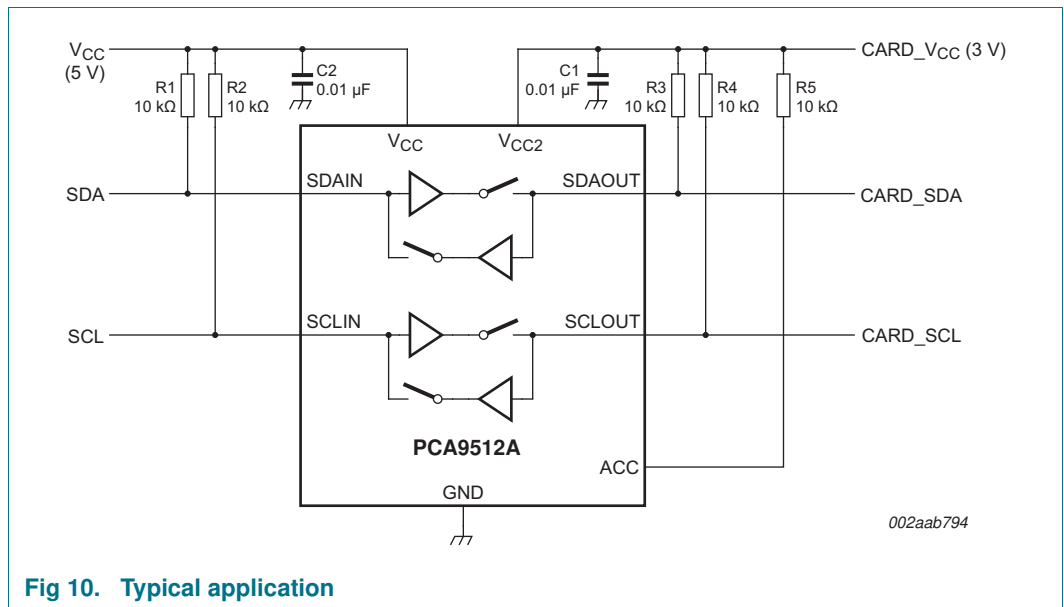 VCC
(5 V)
R1
10 kΩ
R2
10 kΩ
C2
0.01 μF
C1
0.01 μF
R3
10 kΩ
R4
10 kΩ
R5
10 kΩ
CARD_VCC (3 V)
VCC
VCC2
SDA
SDAIN
SDAOUT
CARD_SDA
SCL
SCLIN
SCLOUT
CARD_SCL
PCA9512A
ACC
GND
002aab794
Fig 10. Typical application